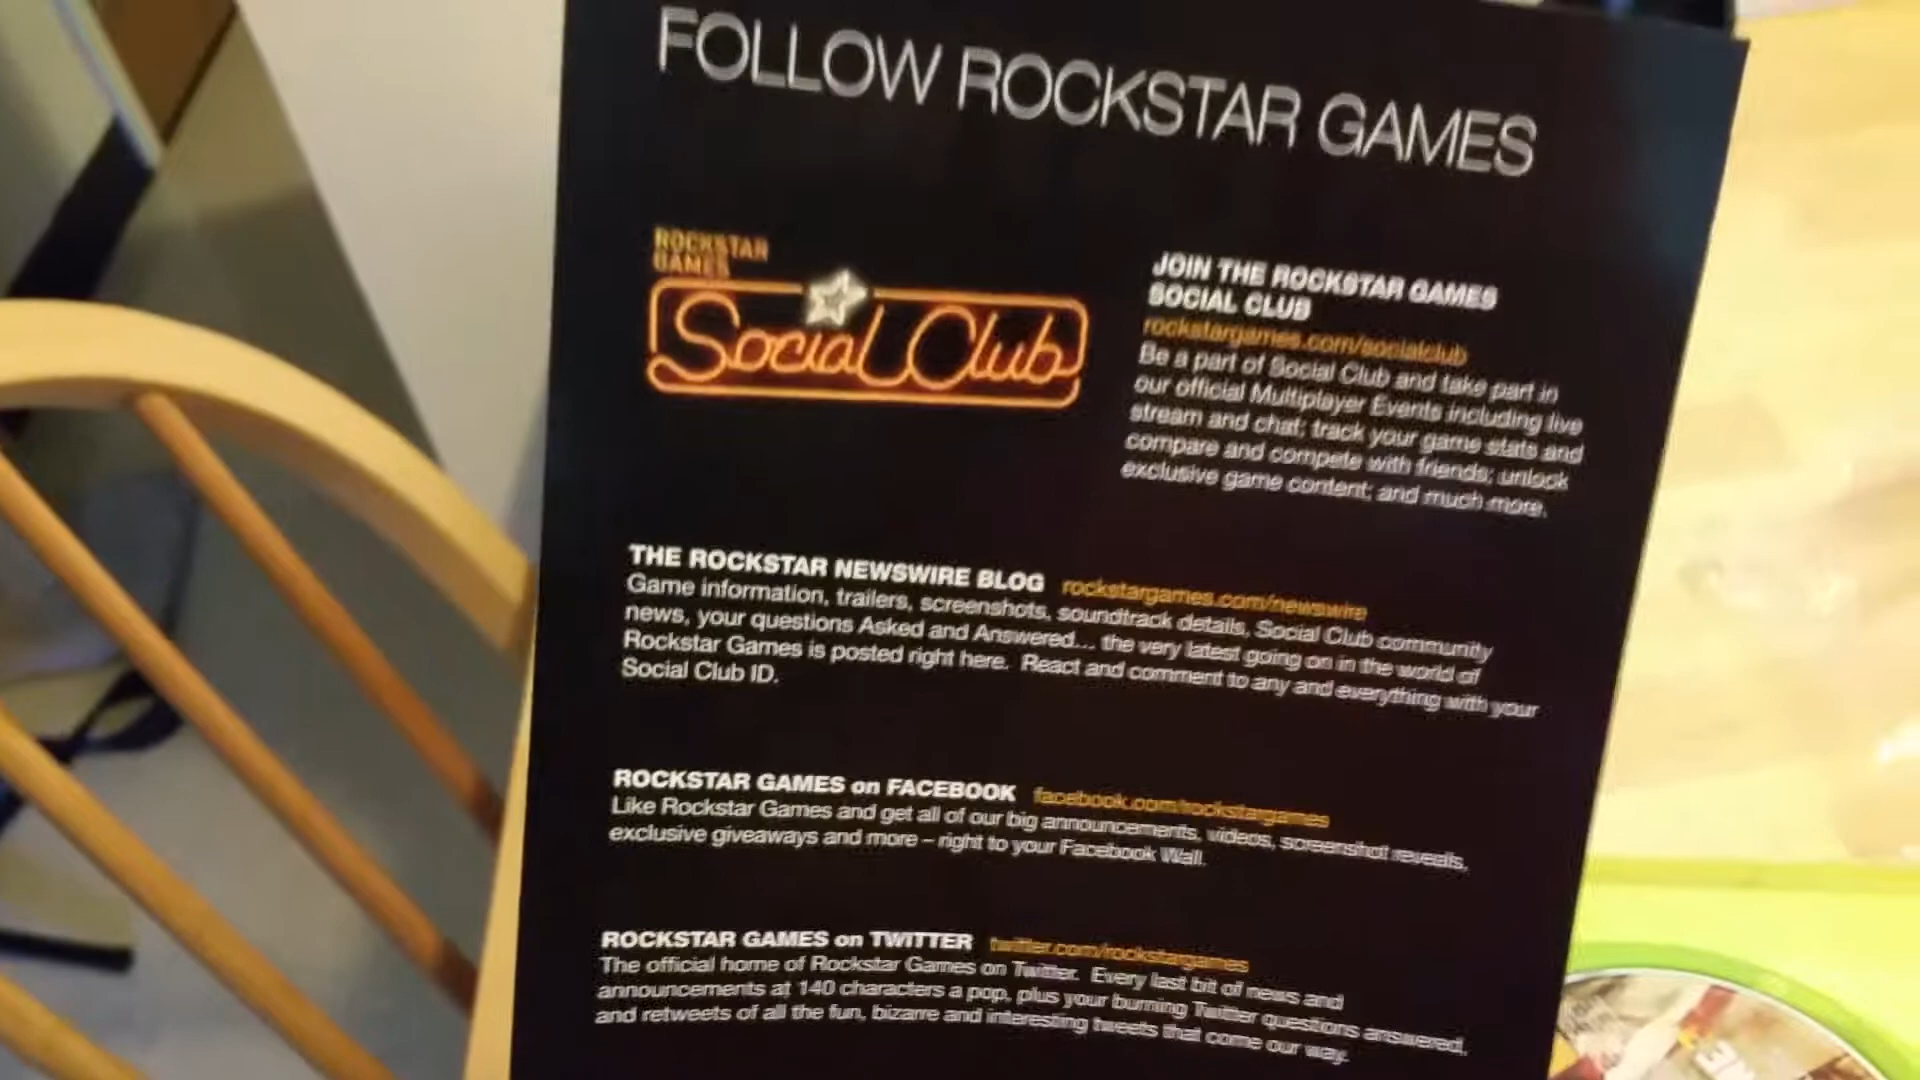 FOLLOW ROCKSTAR GAMES
ROCKSTAR
GAMES
Social Club
JOIN THE ROCKSTAR GAMES
SOCIAL CLUB
rockstargames.com/socialclub
Be a part of Social Club and take part in
our official Multiplayer Events including live
stream and chat; track your game stats and
compare and compete with friends; unlock
exclusive game content; and much more.
THE ROCKSTAR NEWSWIRE BLOG rockstargames.com/newswire
Game information, trailers, screenshots, soundtrack details, Social Club community
news, your questions Asked and Answered... the very latest going on in the world of
Rockstar Games is posted right here. React and comment to any and everything with your
Social Club ID.
ROCKSTAR GAMES on FACEBOOK facebook.com/rockstargames
Like Rockstar Games and get all of our big announcements, videos, screenshot reveals,
exclusive giveaways and more – right to your Facebook Wall.
ROCKSTAR GAMES on TWITTER twitter.com/rockstargames
The official home of Rockstar Games on Twitter. Every last bit of news and
announcements at 140 characters a pop, plus your burning Twitter questions answered,
and retweets of all the fun, bizarre and interesting tweets that come our way.